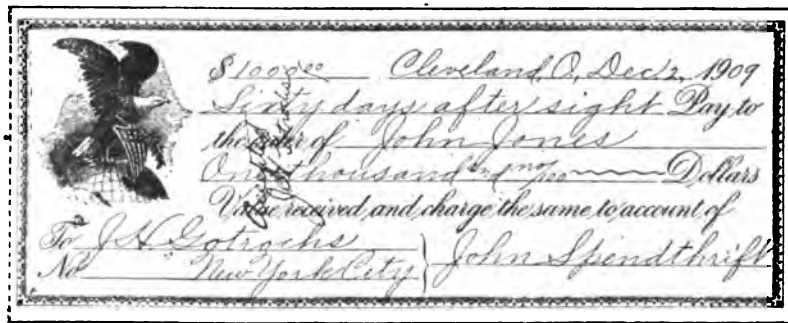 $1000 00 Cleveland, O, Dec 2, 1909
Sixty days after sight Pay to
the order of John Jones
One thousand and no/100 Dollars
Value received, and charge the same to account of
To J H Gotrochs
No New York City
John Spendthrift